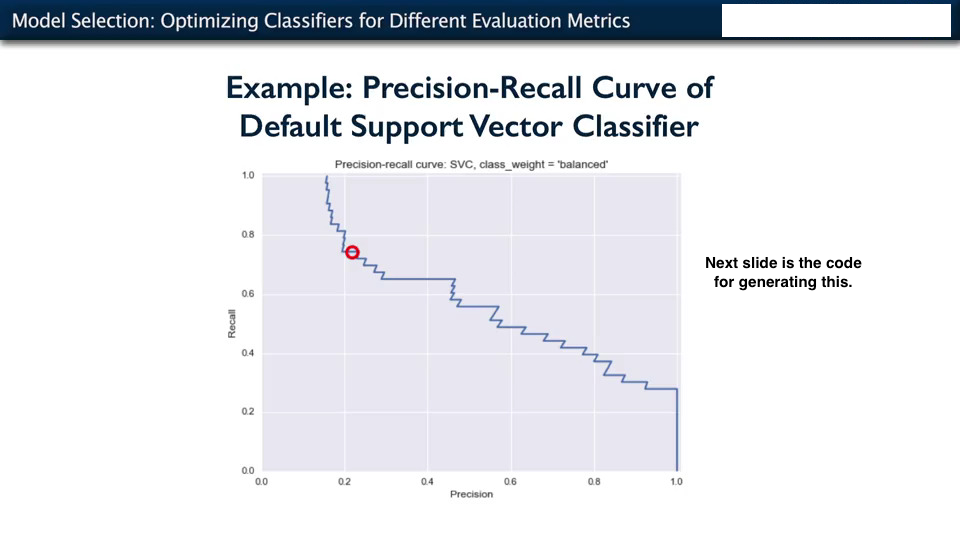 Model Selection: Optimizing Classifiers for Different Evaluation Metrics
Example: Precision-Recall Curve of
Default Support Vector Classifier
Precision-recall curve: SVC, class_weight = 'balanced'
1.0
0.8
0.6
0.4
0.2
0.0
Recall
0.0 0.2 0.4 0.6 0.8 1.0
Precision
Next slide is the code
for generating this.